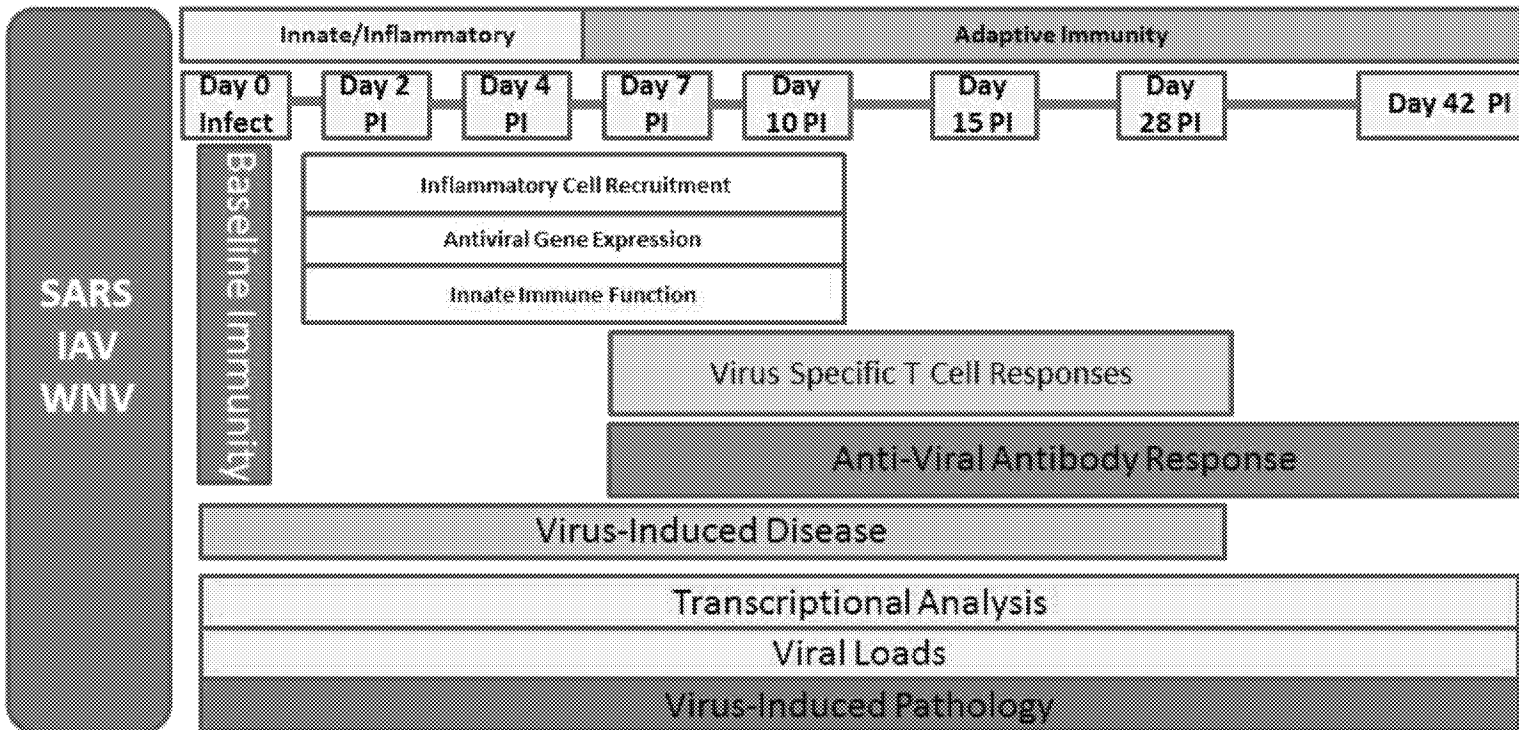 Innate/Inflammatory
Adaptive Immunity
Day 0
Infect
Day 2
PI
Day 4
PI
Day 7
PI
Day
10 PI
Day
15 PI
Day
28 PI
Day 42 PI
SARS
IAV
WNV
Baseline Immunity
Inflammatory Cell Recruitment
Antiviral Gene Expression
Innate Immune Function
Virus Specific T Cell Responses
Anti-Viral Antibody Response
Virus-Induced Disease
Transcriptional Analysis
Viral Loads
Virus-Induced Pathology